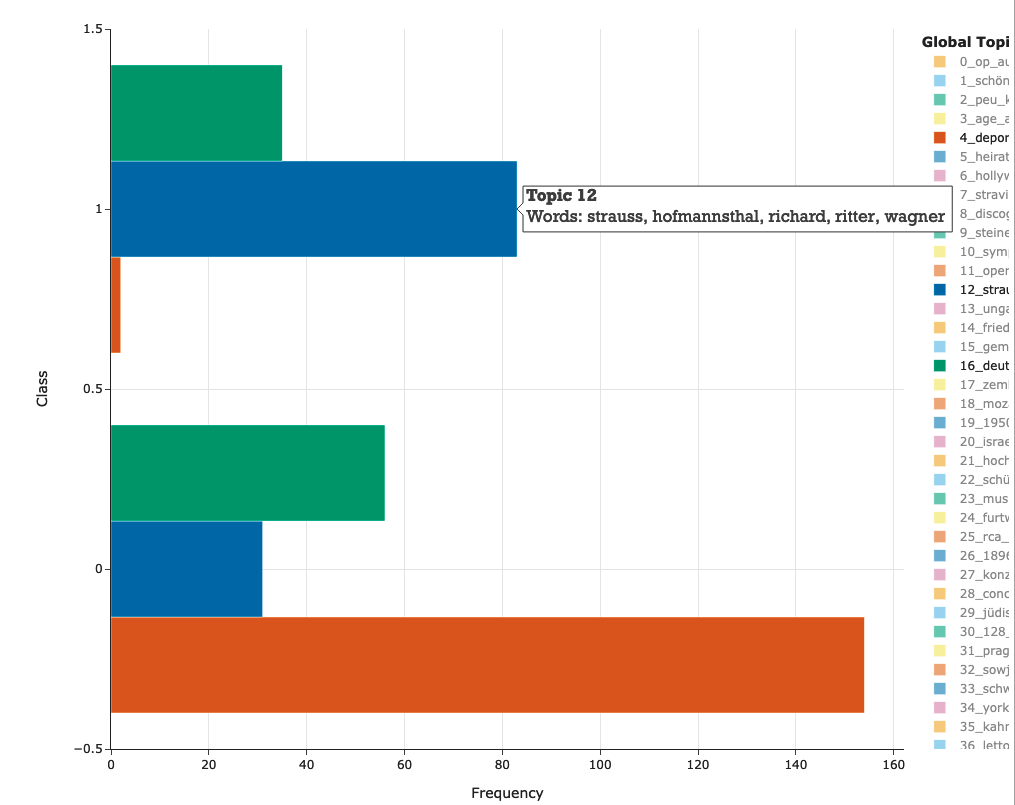 1.5
1
0.5
0
−0.5
Class
0
20
40
60
80
100
120
140
160
Frequency
Topic 12
Words: strauss, hofmannsthal, richard, ritter, wagner
Global Topi
0_op_au
1_schön
2_peu_k
3_age_a
4_depor
5_heirat
6_hollyw
7_stravi
8_discog
9_steine
10_sym
11_oper
12_strau
13_unga
14_fried
15_gem
16_deut
17_zem
18_moza
19_1950
20_israe
21_hoch
22_schü
23_mus
24_furtw
25_rca_
26_1896
27_konz
28_cond
29_jüdis
30_128_
31_prag
32_sowj
33_schw
34_york
35_kahn
36_letto